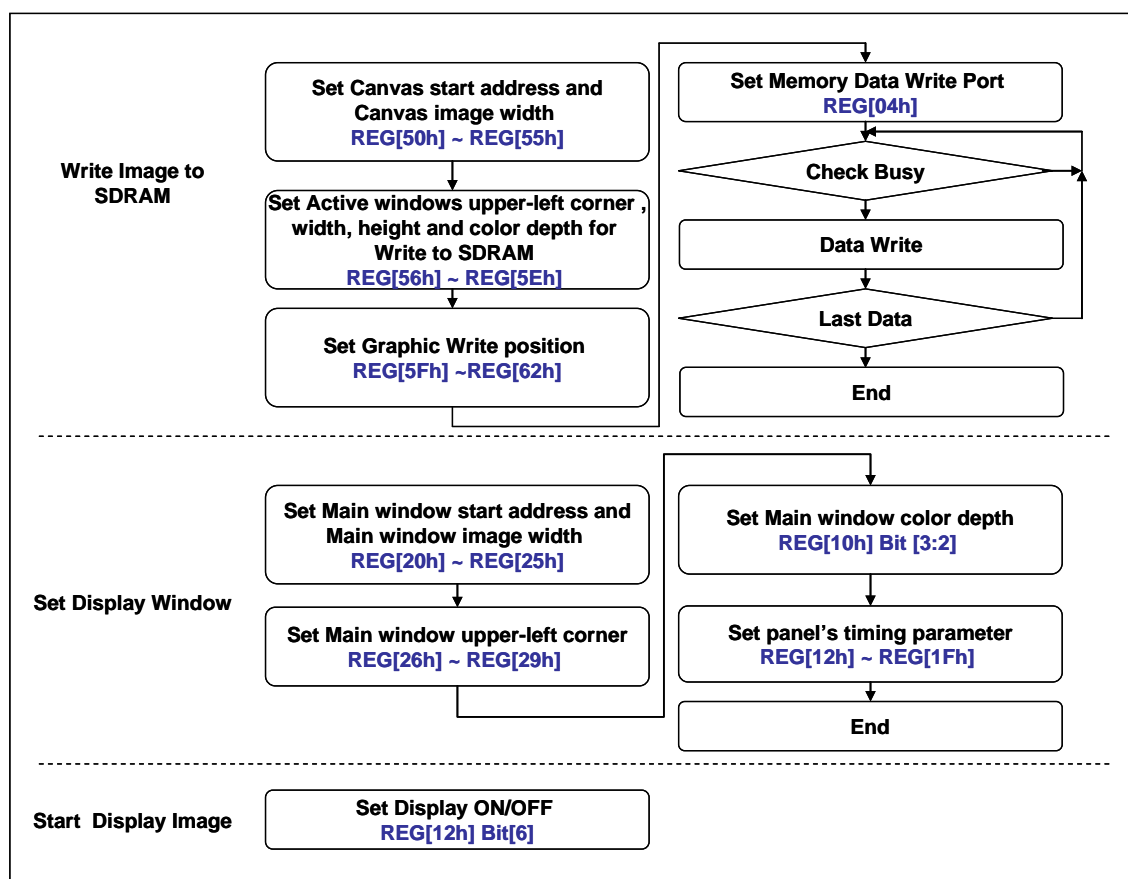 Write Image to
SDRAM
Set Canvas start address and
Canvas image width
REG[50h] ~ REG[55h]
Set Active windows upper-left corner ,
width, height and color depth for
Write to SDRAM
REG[56h] ~ REG[5Eh]
Set Graphic Write position
REG[5Fh] ~REG[62h]
Set Memory Data Write Port
REG[04h]
Check Busy
Data Write
Last Data
End
Set Display Window
Set Main window start address and
Main window image width
REG[20h] ~ REG[25h]
Set Main window upper-left corner
REG[26h] ~ REG[29h]
Set Main window color depth
REG[10h] Bit [3:2]
Set panel’s timing parameter
REG[12h] ~ REG[1Fh]
End
Start Display Image
Set Display ON/OFF
REG[12h] Bit[6]